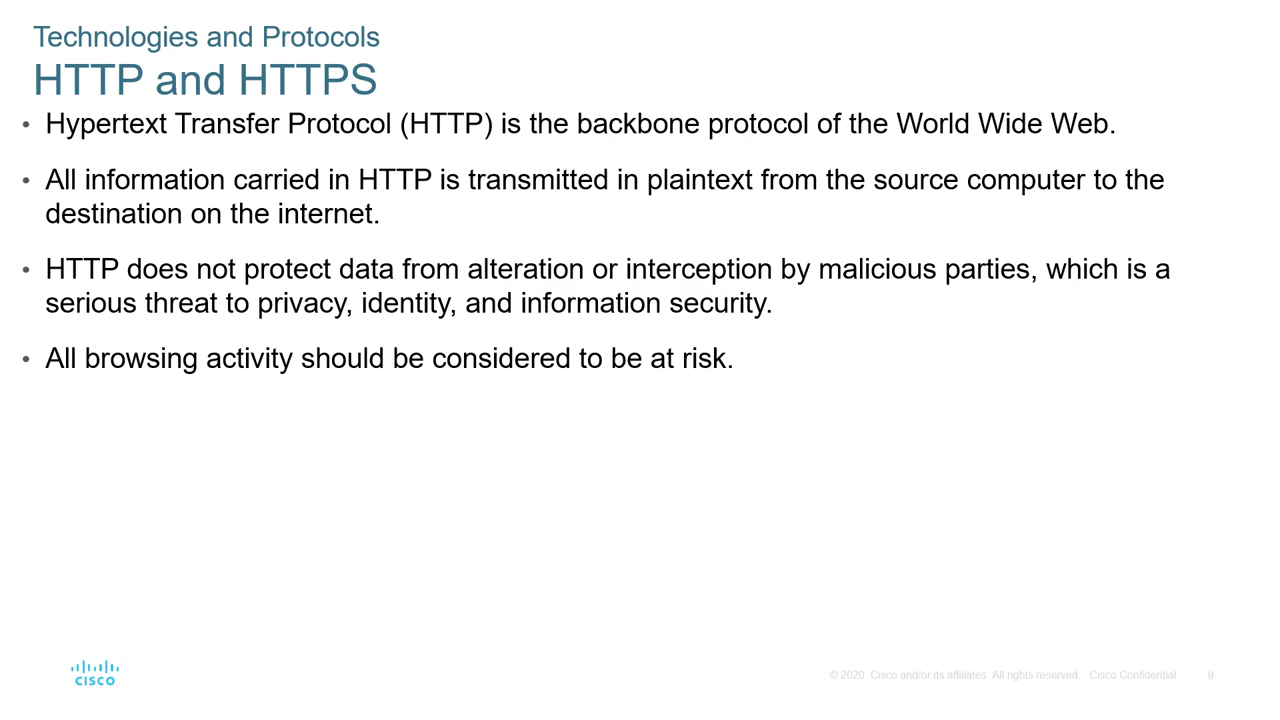 Technologies and Protocols
HTTP and HTTPS
• Hypertext Transfer Protocol (HTTP) is the backbone protocol of the World Wide Web.
• All information carried in HTTP is transmitted in plaintext from the source computer to the
destination on the internet.
• HTTP does not protect data from alteration or interception by malicious parties, which is a
serious threat to privacy, identity, and information security.
• All browsing activity should be considered to be at risk.
CISCO
© 2020 Cisco and/or its affiliates. All rights reserved. Cisco Confidential 9